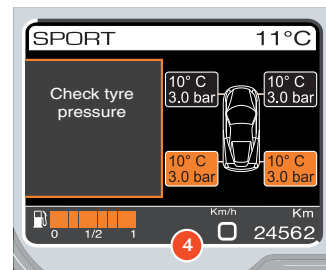 SPORT 11°C
Check tyre
pressure
10° C
3.0 bar
10° C
3.0 bar
10° C
3.0 bar
10° C
3.0 bar
0 1/2 1
4
Km/h
0
Km
24562